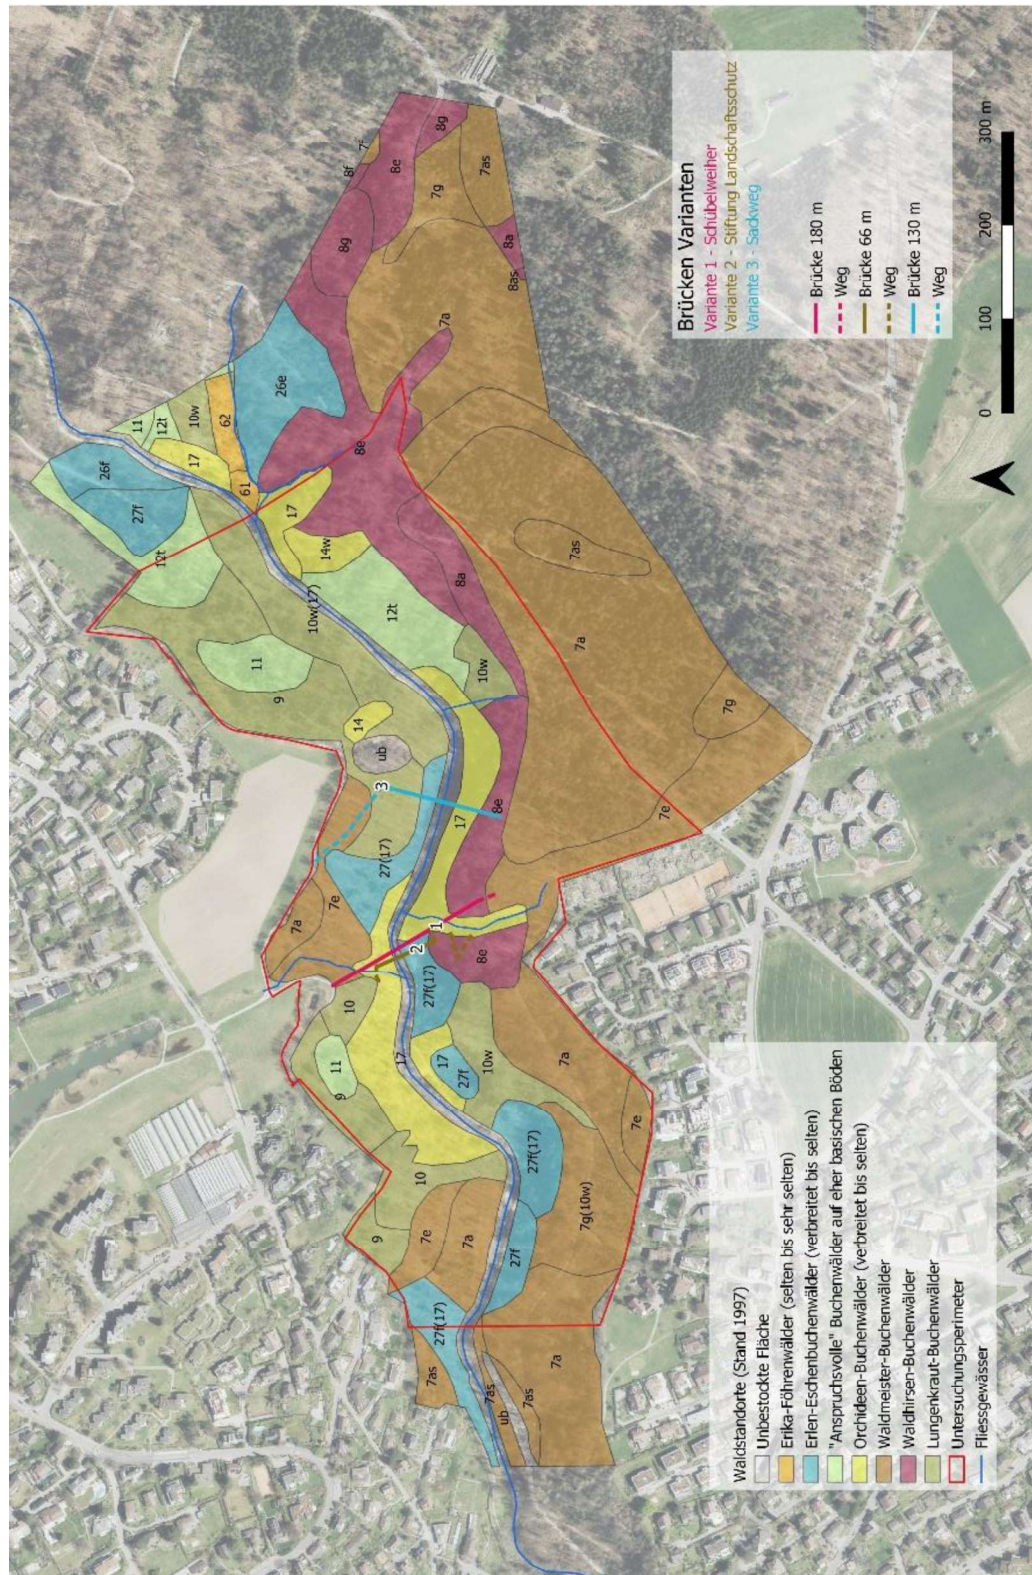 26f
27f
11
12t
12t
10w
17
62
61
11
9
26e
17
7a
10w(17)
14w
7e
11
9
8g
8f
10
14
8e
7f
9
ub
3
27(17)
12t
8e
17
2
10
7e
27f(17)
7as
1
7g
8g
27f(17)
17
7a
17
8a
27f
7a
10w
8e
7as
10w
7as
8e
ub
8a
8as
27f
7as
27f(17)
7a
7a
7as
7a
7g(10w)
7e
7e
7g
Waldstandorte (Stand 1997)
Unbestockte Fläche
Erika-Föhrenwälder (selten bis sehr selten)
Erlen-Eschenbuchenwälder (verbreitet bis selten)
"Anspruchsvolle" Buchenwälder auf eher basischen Böden
Orchideen-Buchenwälder (verbreitet bis selten)
Waldmeister-Buchenwälder
Waldhirsen-Buchenwälder
Lungenkraut-Buchenwälder
Untersuchungsperimeter
Fliessgewässer
Brücken Varianten
Variante 1 - Schübelweiher
Variante 2 - Stiftung Landschaftsschutz
Variante 3 - Sackweg
Brücke 180 m
Weg
Brücke 66 m
Weg
Brücke 130 m
Weg
0 100 200 300 m